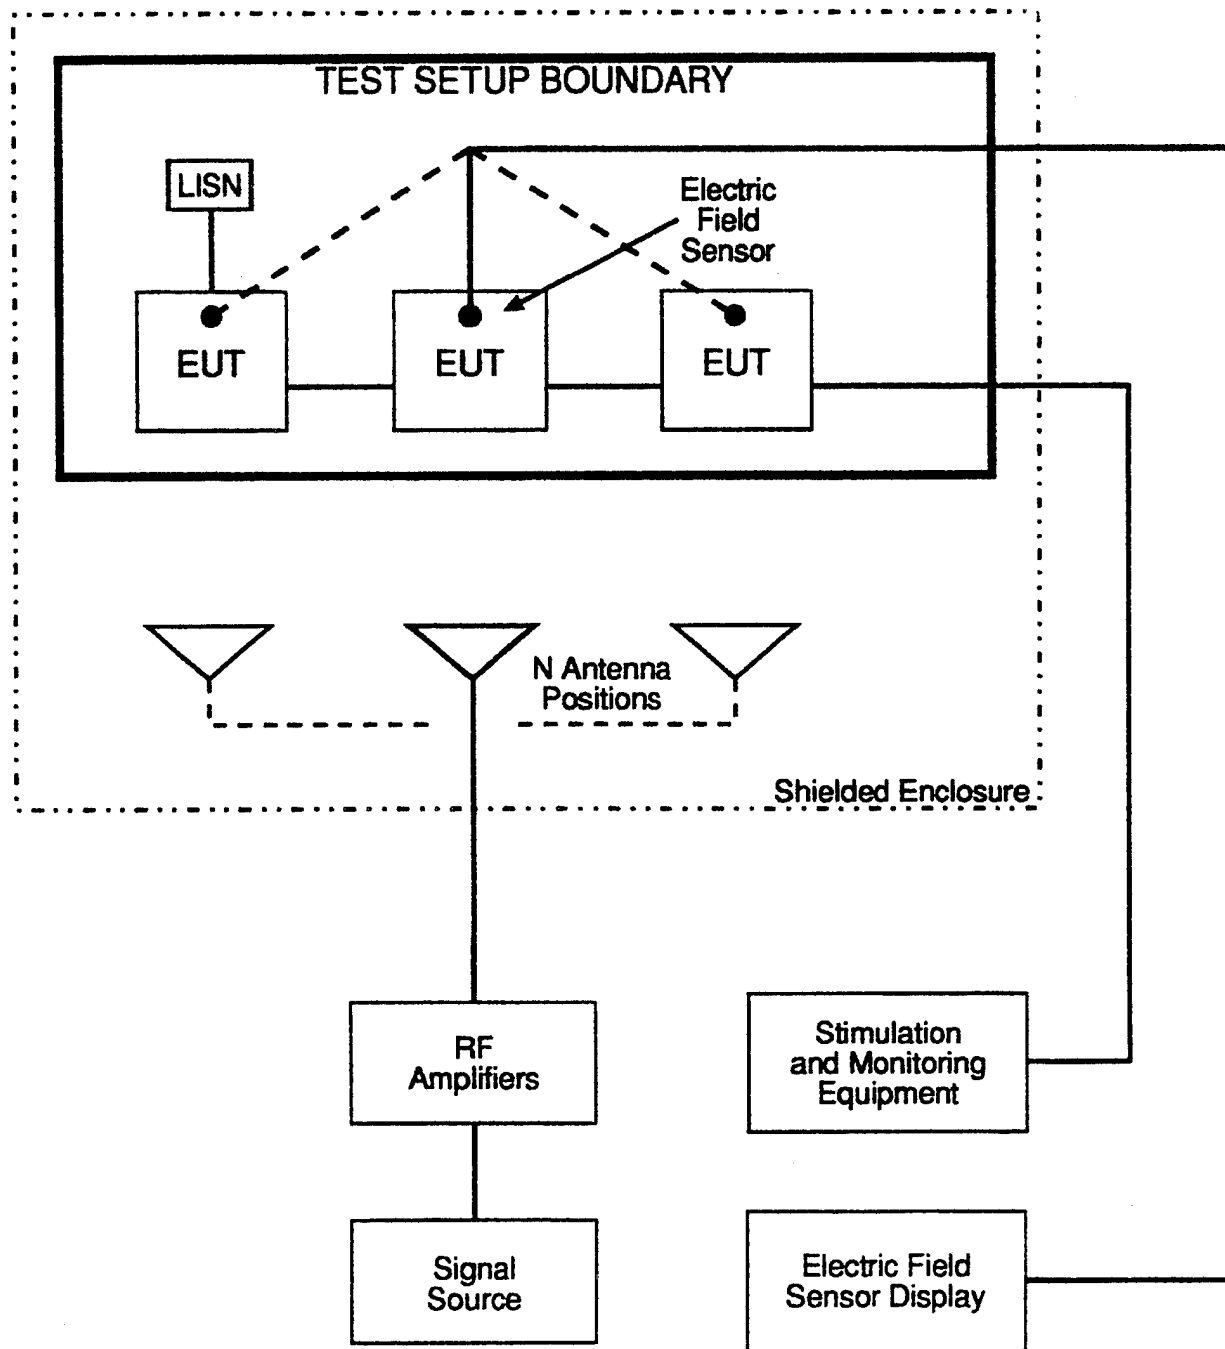 TEST SETUP BOUNDARY
LISN
Electric
Field
Sensor
EUT
EUT
EUT
N Antenna
Positions
Shielded Enclosure
RF
Amplifiers
Stimulation
and Monitoring
Equipment
Signal
Source
Electric Field
Sensor Display